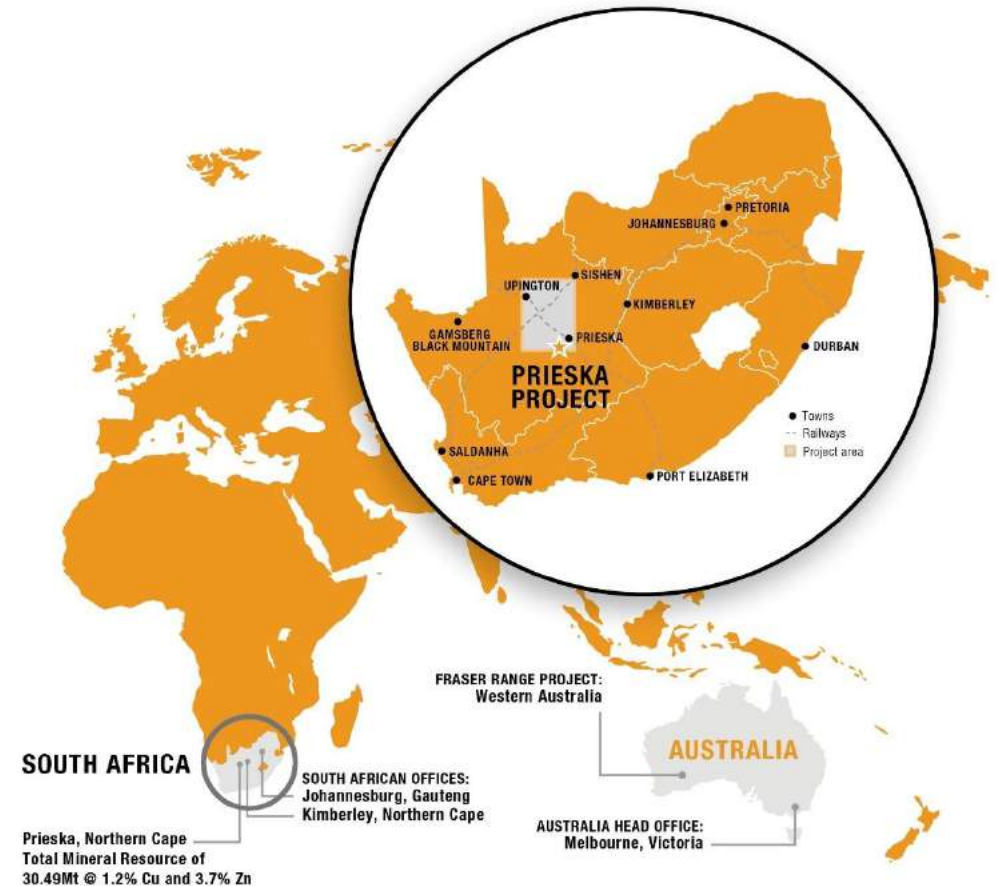 PRETORIA
JOHANNESBURG
SISHEN
UPINGTON
KIMBERLEY
GAMSBERG
BLACK MOUNTAIN
PRIESKA
DURBAN
PRIESKA
PROJECT
Towns
Railways
Project area
SALDANHA
CAPE TOWN
PORT ELIZABETH
FRASER RANGE PROJECT:
Western Australia
AUSTRALIA
SOUTH AFRICA
SOUTH AFRICAN OFFICES:
Johannesburg, Gauteng
Kimberley, Northern Cape
AUSTRALIA HEAD OFFICE:
Melbourne, Victoria
Prieska, Northern Cape
Total Mineral Resource of
30.49Mt @ 1.2% Cu and 3.7% Zn